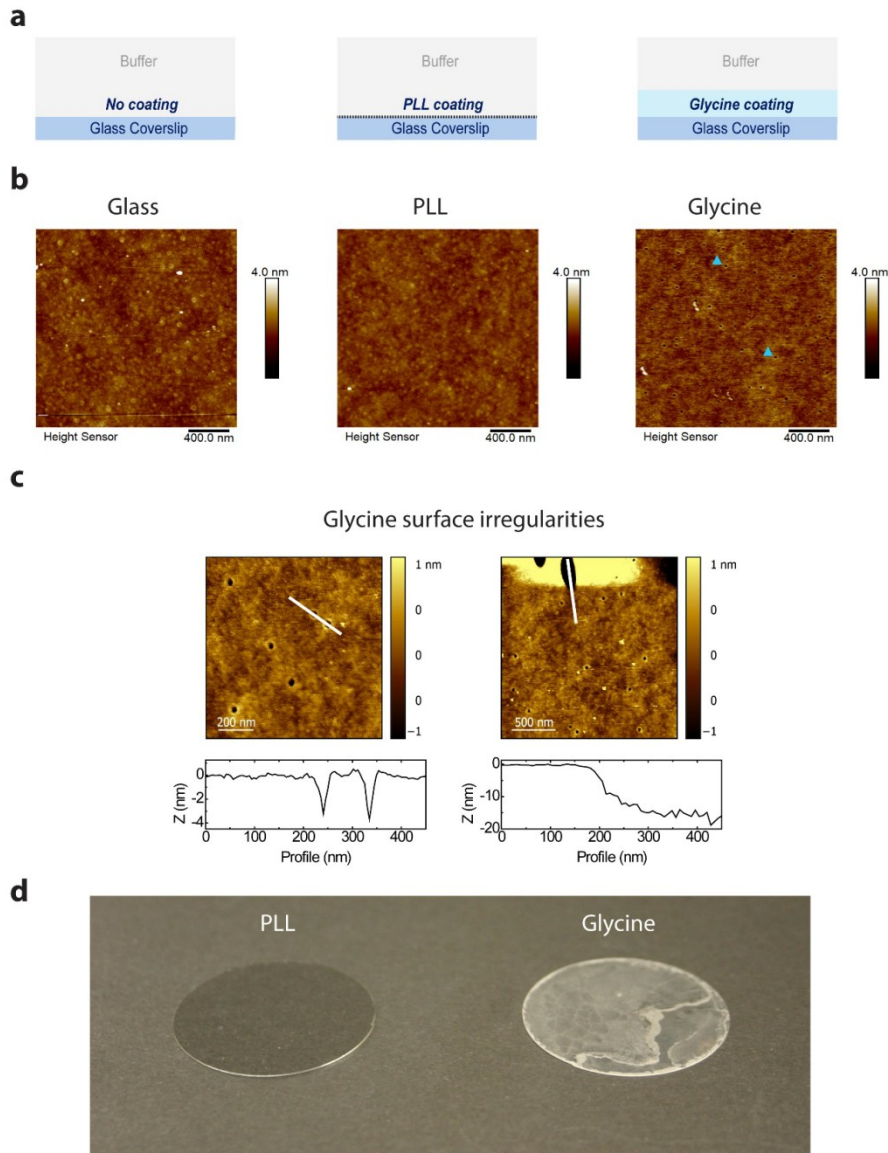 a
Buffer
No coating
Glass Coverslip
Buffer
PLL coating
Glass Coverslip
Buffer
Glycine coating
Glass Coverslip
b
Glass
PLL
Glycine
4.0 nm
4.0 nm
4.0 nm
Height Sensor
400.0 nm
Height Sensor
400.0 nm
Height Sensor
400.0 nm
c
Glycine surface irregularities
1 nm
0
0
−1
200 nm
1 nm
0
0
−1
500 nm
Z (nm)
0
-2
-4
0 100 200 300 400
Profile (nm)
Z (nm)
0
-10
-20
0 100 200 300 400
Profile (nm)
d
PLL
Glycine